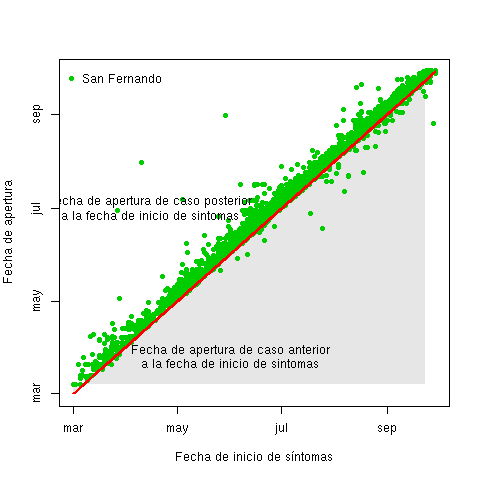 San Fernando
echa de apertura de caso posterior
a la fecha de inicio de sintomas
Fecha de apertura de caso anterior
a la fecha de inicio de sintomas
Fecha de apertura
mar
may
jul
sep
mar
may
jul
sep
Fecha de inicio de síntomas